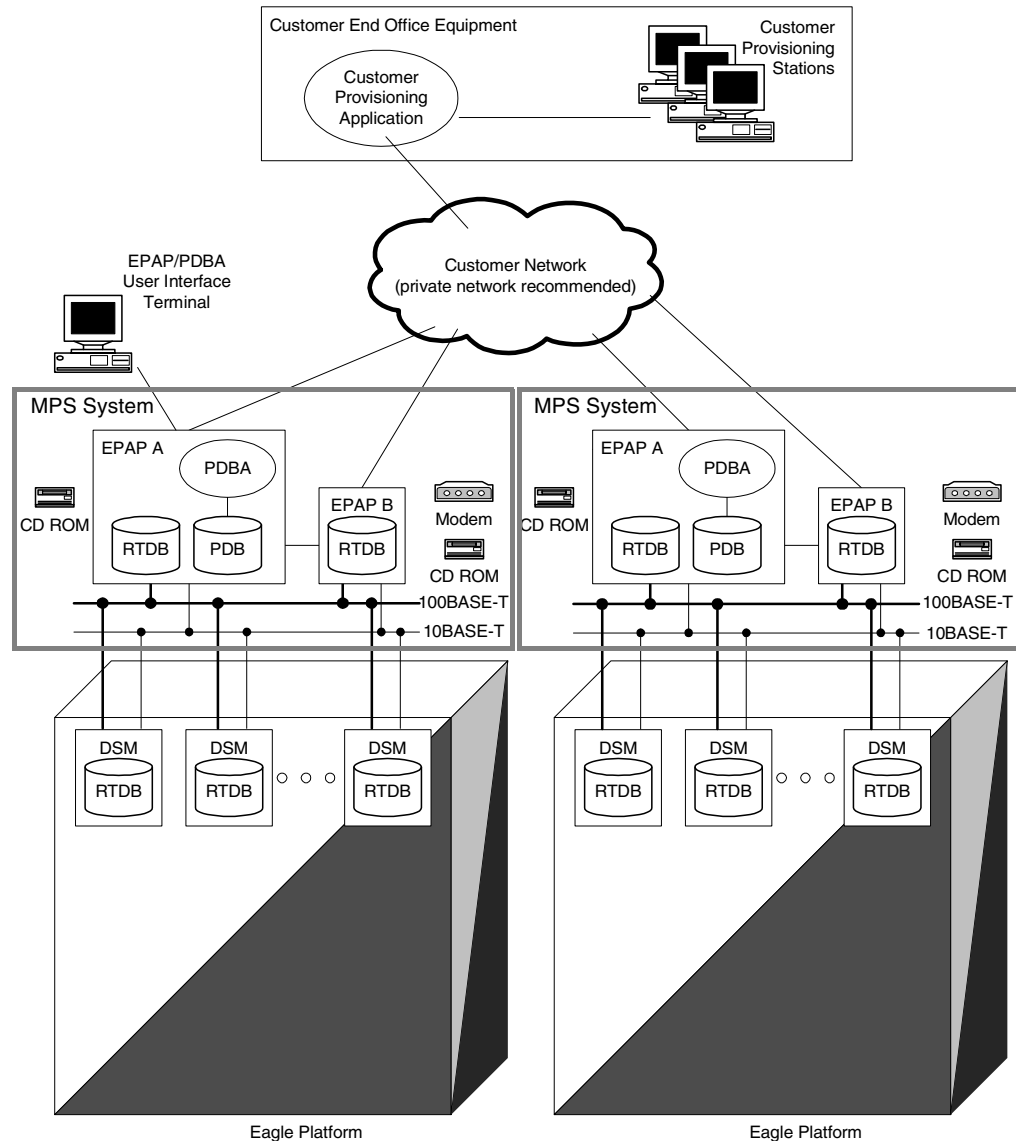 Customer End Office Equipment
Customer
Provisioning
Stations
Customer
Provisioning
Application
Customer Network
(private network recommended)
EPAP/PDBA
User Interface
Terminal
MPS System
EPAP A
PDBA
CD ROM
RTDB
PDB
EPAP B
RTDB
Modem
CD ROM
100BASE-T
10BASE-T
MPS System
EPAP A
PDBA
CD ROM
RTDB
PDB
EPAP B
RTDB
Modem
CD ROM
100BASE-T
10BASE-T
DSM
RTDB
DSM
RTDB
DSM
RTDB
DSM
RTDB
DSM
RTDB
DSM
RTDB
Eagle Platform
Eagle Platform